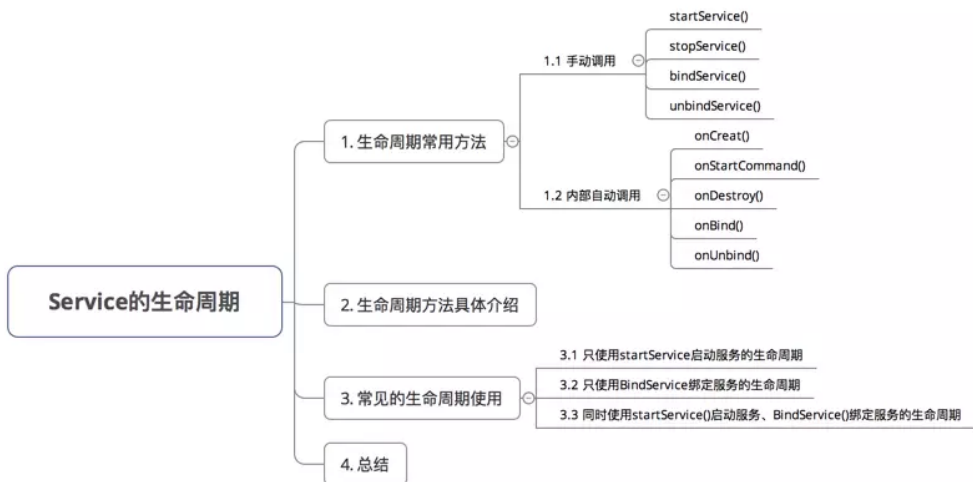 Service的生命周期
1. 生命周期常用方法
1.1 手动调用
startService()
stopService()
bindService()
unbindService()
1.2 内部自动调用
onCreat()
onStartCommand()
onDestroy()
onBind()
onUnbind()
2. 生命周期方法具体介绍
3. 常见的生命周期使用
3.1 只使用startService启动服务的生命周期
3.2 只使用BindService绑定服务的生命周期
3.3 同时使用startService()启动服务、BindService()绑定服务的生命周期
4. 总结